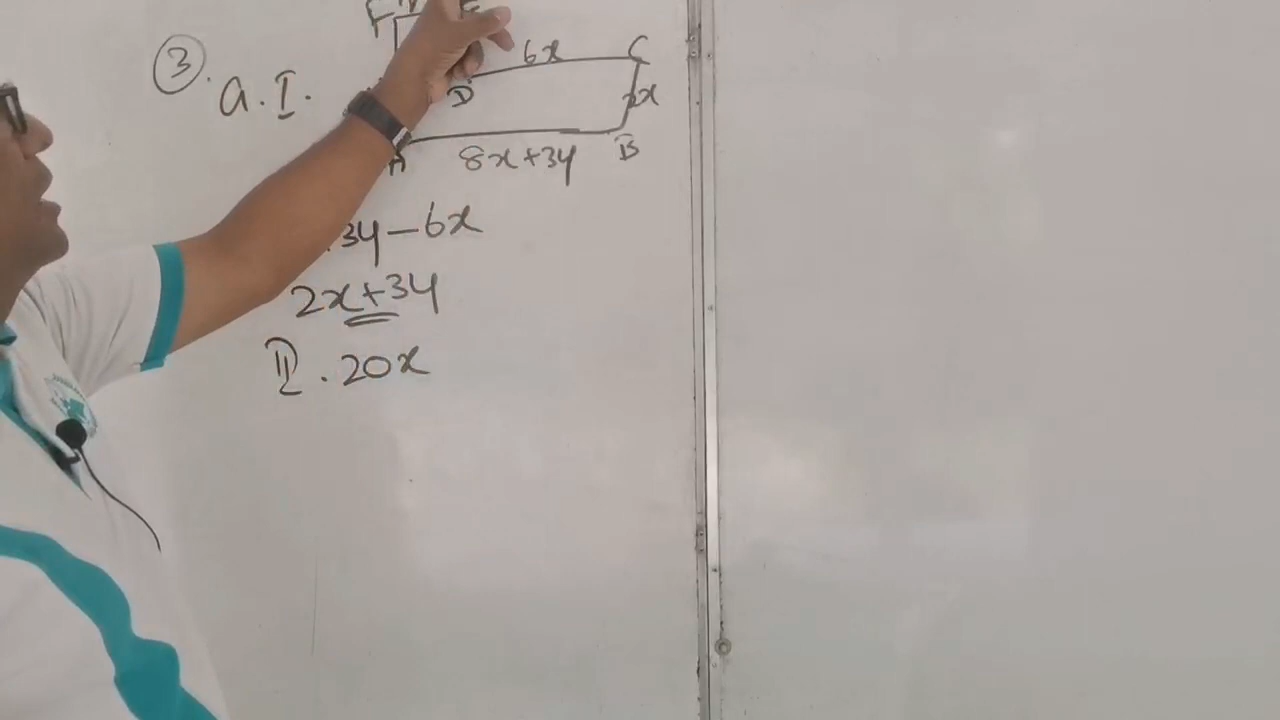 F E
6x C
3.
a. I.
D x
A 8x+3y B
3y-6x
2x+3y
II. 20x